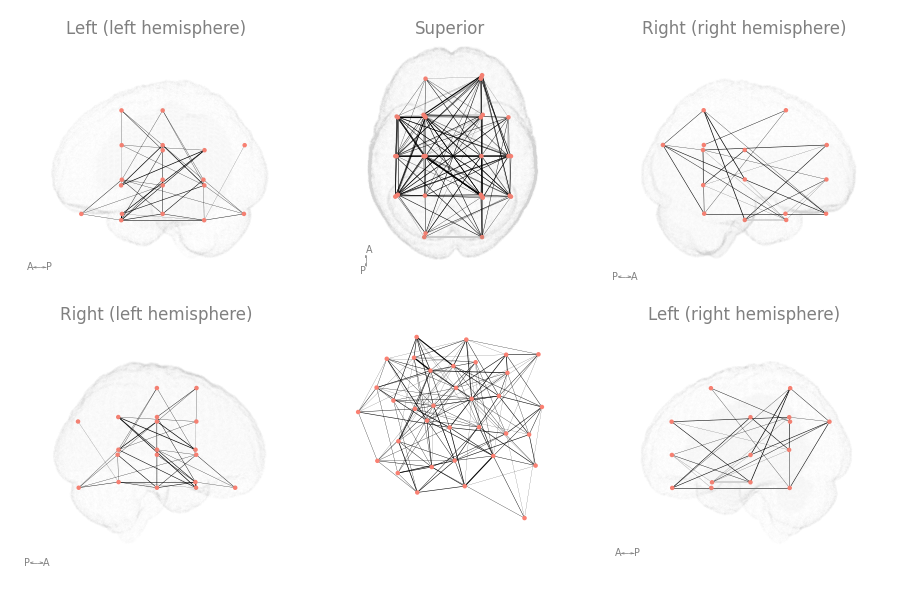 Left (left hemisphere)
Superior
Right (right hemisphere)
A
P
A↔P
P↔A
Right (left hemisphere)
Left (right hemisphere)
P↔A
A↔P